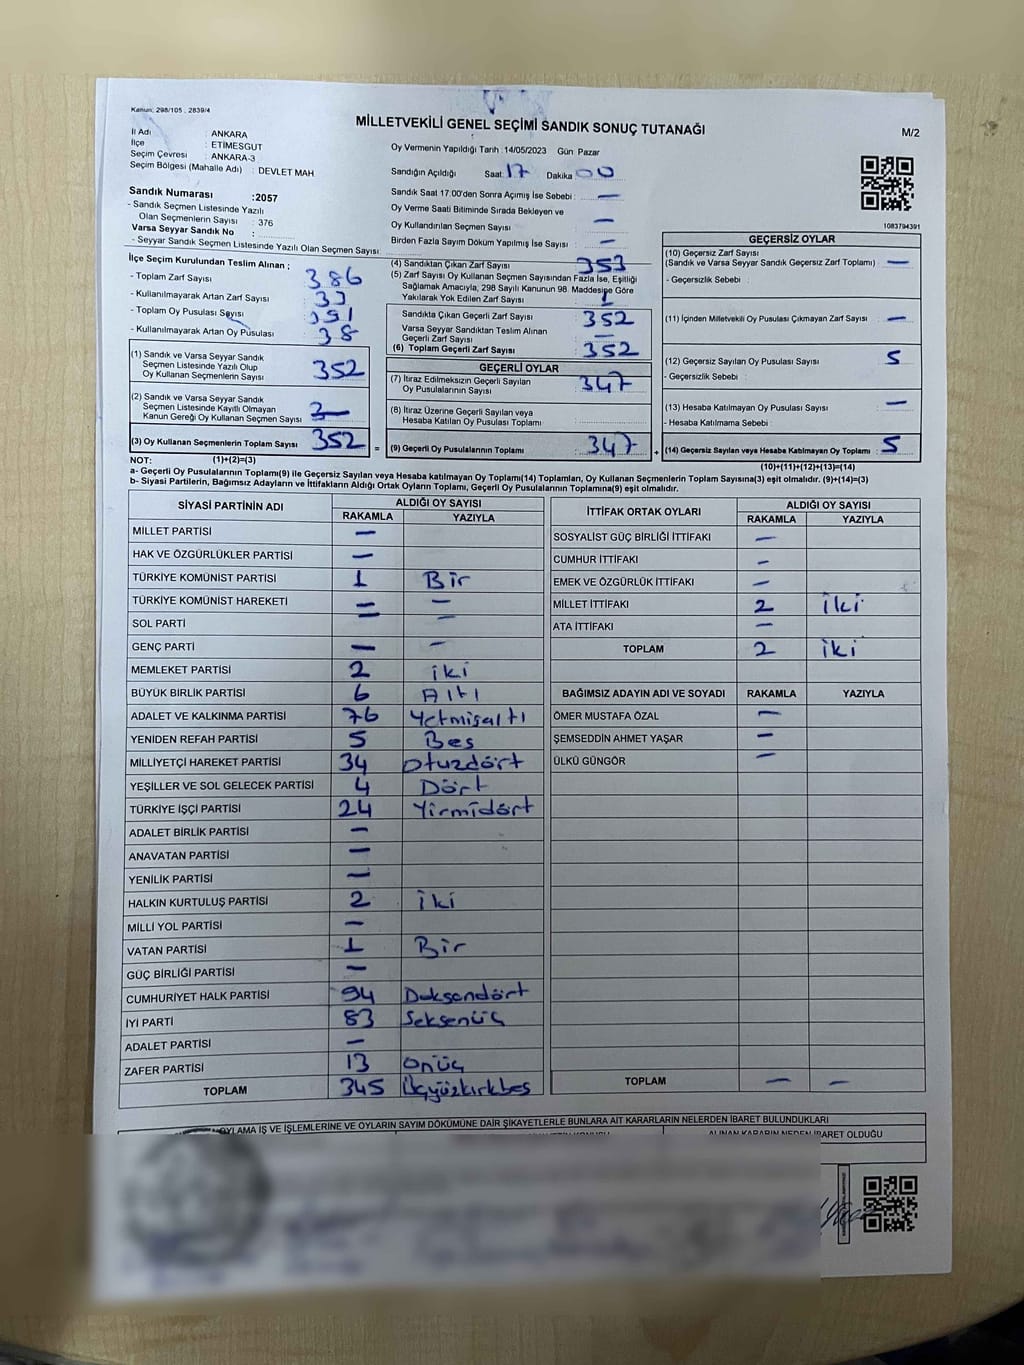 Kanun: 298/105 , 2839/4
MİLLETVEKİLİ GENEL SEÇİMİ SANDIK SONUÇ TUTANAĞI
M/2
İl Adı : ANKARA
İlçe : ETİMESGUT
Seçim Çevresi : ANKARA-3
Seçim Bölgesi (Mahalle Adı) : DEVLET MAH
Oy Vermenin Yapıldığı Tarih :14/05/2023 Gün Pazar
Sandığın Açıldığı Saat: 17 Dakika 00
Sandık Saat 17:00'den Sonra Açımış İse Sebebi : —
Oy Verme Saati Bitiminde Sırada Bekleyen ve
Oy Kullandırılan Seçmen Sayısı : —
Birden Fazla Sayım Döküm Yapılmış İse Sayısı : —
Sandık Numarası :2057
- Sandık Seçmen Listesinde Yazılı
Olan Seçmenlerin Sayısı : 376
Varsa Seyyar Sandık No :
- Seyyar Sandık Seçmen Listesinde Yazılı Olan Seçmen Sayısı:
1083794391
İlçe Seçim Kurulundan Teslim Alınan ;
- Toplam Zarf Sayısı : 386
- Kullanılmayarak Artan Zarf Sayısı : 33
- Toplam Oy Pusulası Sayısı : 391
- Kullanılmayarak Artan Oy Pusulası : 38
(1) Sandık ve Varsa Seyyar Sandık
Seçmen Listesinde Yazılı Olup
Oy Kullanan Seçmenlerin Sayısı : 352
(2) Sandık ve Varsa Seyyar Sandık
Seçmen Listesinde Kayıtlı Olmayan
Kanun Gereği Oy Kullanan Seçmen Sayısı : —
(3) Oy Kullanan Seçmenlerin Toplam Sayısı : 352 =
(4) Sandıktan Çıkan Zarf Sayısı : 353
(5) Zarf Sayısı Oy Kullanan Seçmen Sayısından Fazla İse, Eşitliği
Sağlamak Amacıyla, 298 Sayılı Kanunun 98. Maddesine Göre
Yakılarak Yok Edilen Zarf Sayısı : 1
Sandıkta Çıkan Geçerli Zarf Sayısı : 352
Varsa Seyyar Sandıktan Teslim Alınan
Geçerli Zarf Sayısı : —
(6) Toplam Geçerli Zarf Sayısı : 352
GEÇERLİ OYLAR
(7) İtiraz Edilmeksizin Geçerli Sayılan
Oy Pusulalarının Sayısı : 347
(8) İtiraz Üzerine Geçerli Sayılan veya
Hesaba Katılan Oy Pusulaları Toplamı :
(9) Geçerli Oy Pusulalarının Toplamı : 347 +
GEÇERSİZ OYLAR
(10) Geçersiz Zarf Sayısı
(Sandık ve Varsa Seyyar Sandık Geçersiz Zarf Toplamı) : —
- Geçersizlik Sebebi :
(11) İçinden Milletvekili Oy Pusulası Çıkmayan Zarf Sayısı : —
(12) Geçersiz Sayılan Oy Pusulası Sayısı : 5
- Geçersizlik Sebebi :
(13) Hesaba Katılmayan Oy Pusulası Sayısı : —
- Hesaba Katılmama Sebebi :
(14) Geçersiz Sayılan veya Hesaba Katılmayan Oy Toplamı : 5
NOT: (1)+(2)=(3)
(10)+(11)+(12)+(13)=(14)
a- Geçerli Oy Pusulalarının Toplamı(9) ile Geçersiz Sayılan veya Hesaba katılmayan Oy Toplamı(14) Toplamları, Oy Kullanan Seçmenlerin Toplam Sayısına(3) eşit olmalıdır. (9)+(14)=(3)
b- Siyasi Partilerin, Bağımsız Adayların ve İttifakların Aldığı Ortak Oyların Toplamı, Geçerli Oy Pusulalarının Toplamına(9) eşit olmalıdır.
SİYASİ PARTİNİN ADI ALDIĞI OY SAYISI
RAKAMLA YAZIYLA
MİLLET PARTİSİ —
HAK VE ÖZGÜRLÜKLER PARTİSİ —
TÜRKİYE KOMÜNİST PARTİSİ 1 Bir
TÜRKİYE KOMÜNİST HAREKETİ — —
SOL PARTİ — —
GENÇ PARTİ — —
MEMLEKET PARTİSİ 2 iki
BÜYÜK BİRLİK PARTİSİ 6 Altı
ADALET VE KALKINMA PARTİSİ 76 Yetmişaltı
YENİDEN REFAH PARTİSİ 5 Beş
MİLLİYETÇİ HAREKET PARTİSİ 34 Otuzdört
YEŞİLLER VE SOL GELECEK PARTİSİ 4 Dört
TÜRKİYE İŞÇİ PARTİSİ 24 Yirmidört
ADALET BİRLİK PARTİSİ —
ANAVATAN PARTİSİ —
YENİLİK PARTİSİ —
HALKIN KURTULUŞ PARTİSİ 2 iki
MİLLİ YOL PARTİSİ —
VATAN PARTİSİ 1 Bir
GÜÇ BİRLİĞİ PARTİSİ —
CUMHURİYET HALK PARTİSİ 94 Doksandört
İYİ PARTİ 83 Seksenüç
ADALET PARTİSİ —
ZAFER PARTİSİ 13 Onüç
TOPLAM 345 Üçyüzkırkbeş
İTTİFAK ORTAK OYLARI ALDIĞI OY SAYISI
RAKAMLA YAZIYLA
SOSYALİST GÜÇ BİRLİĞİ İTTİFAKI —
CUMHUR İTTİFAKI —
EMEK VE ÖZGÜRLÜK İTTİFAKI —
MİLLET İTTİFAKI 2 iki
ATA İTTİFAKI —
TOPLAM 2 iki
BAĞIMSIZ ADAYIN ADI VE SOYADI RAKAMLA YAZIYLA
ÖMER MUSTAFA ÖZAL —
ŞEMSEDDİN AHMET YAŞAR —
ÜLKÜ GÜNGÖR —
TOPLAM — —
OYLAMA İŞ VE İŞLEMLERİNE VE OYLARIN SAYIM DÖKÜMÜNE DAİR ŞİKAYETLERLE BUNLARA AİT KARARLARIN NELERDEN İBARET BULUNDUKLARI
ALINAN KARARIN NEDEN İBARET OLDUĞU